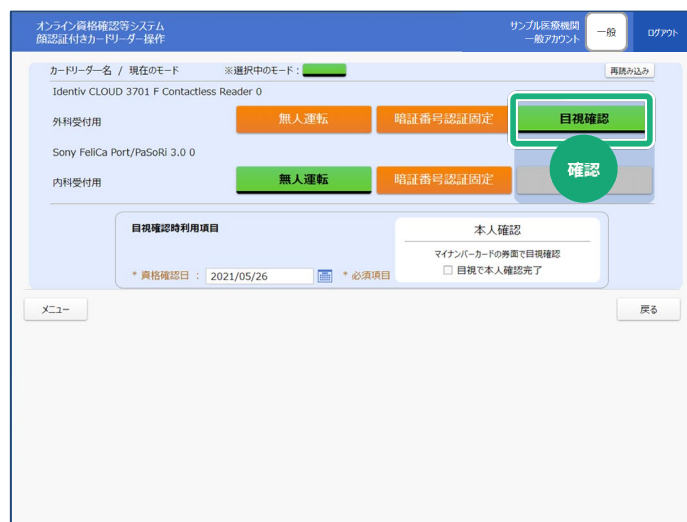 オンライン資格確認等システム
顔認証付きカードリーダー操作
サンプル医療機関
一般アカウント
一般
ログアウト
カードリーダー名 / 現在のモード
※選択中のモード：
再読み込み
Identiv CLOUD 3701 F Contactless Reader 0
外科受付用
無人運転
暗証番号認証固定
目視確認
Sony FeliCa Port/PaSoRi 3.0 0
内科受付用
無人運転
暗証番号認証固定
確認
目視確認時利用項目
本人確認
マイナンバーカードの券面で目視確認
* 資格確認日 : 2021/05/26
* 必須項目
目視で本人確認完了
メニュー
戻る